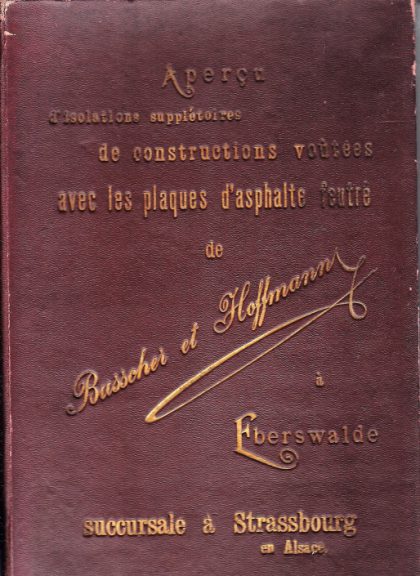 Aperçu
d'isolations supplétoires
de constructions voûtées
avec les plaques d'asphalte feutré
de
Büsscher et Hoffmann
à
Eberswalde
succursale à Strassbourg
en Alsace.